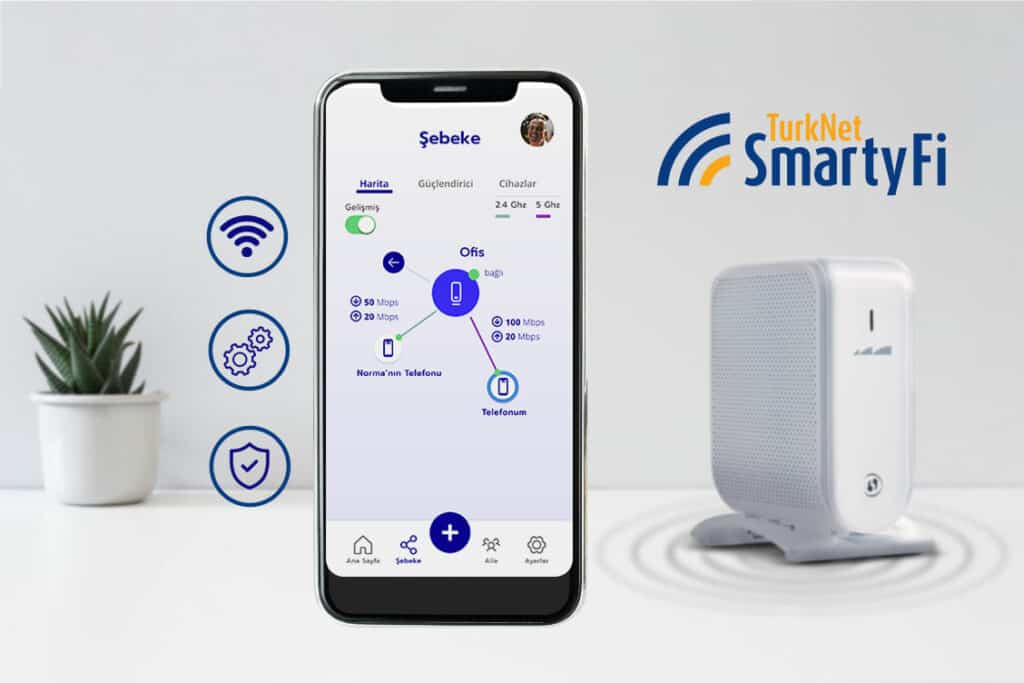 Şebeke
Harita Güçlendirici Cihazlar
Gelişmiş
2.4 Ghz 5 Ghz
Ofis
bağlı
50 Mbps
20 Mbps
100 Mbps
20 Mbps
Norma'nın Telefonu
Telefonum
Ana Sayfa Şebeke Aile Ayarlar
TurkNet
SmartyFi